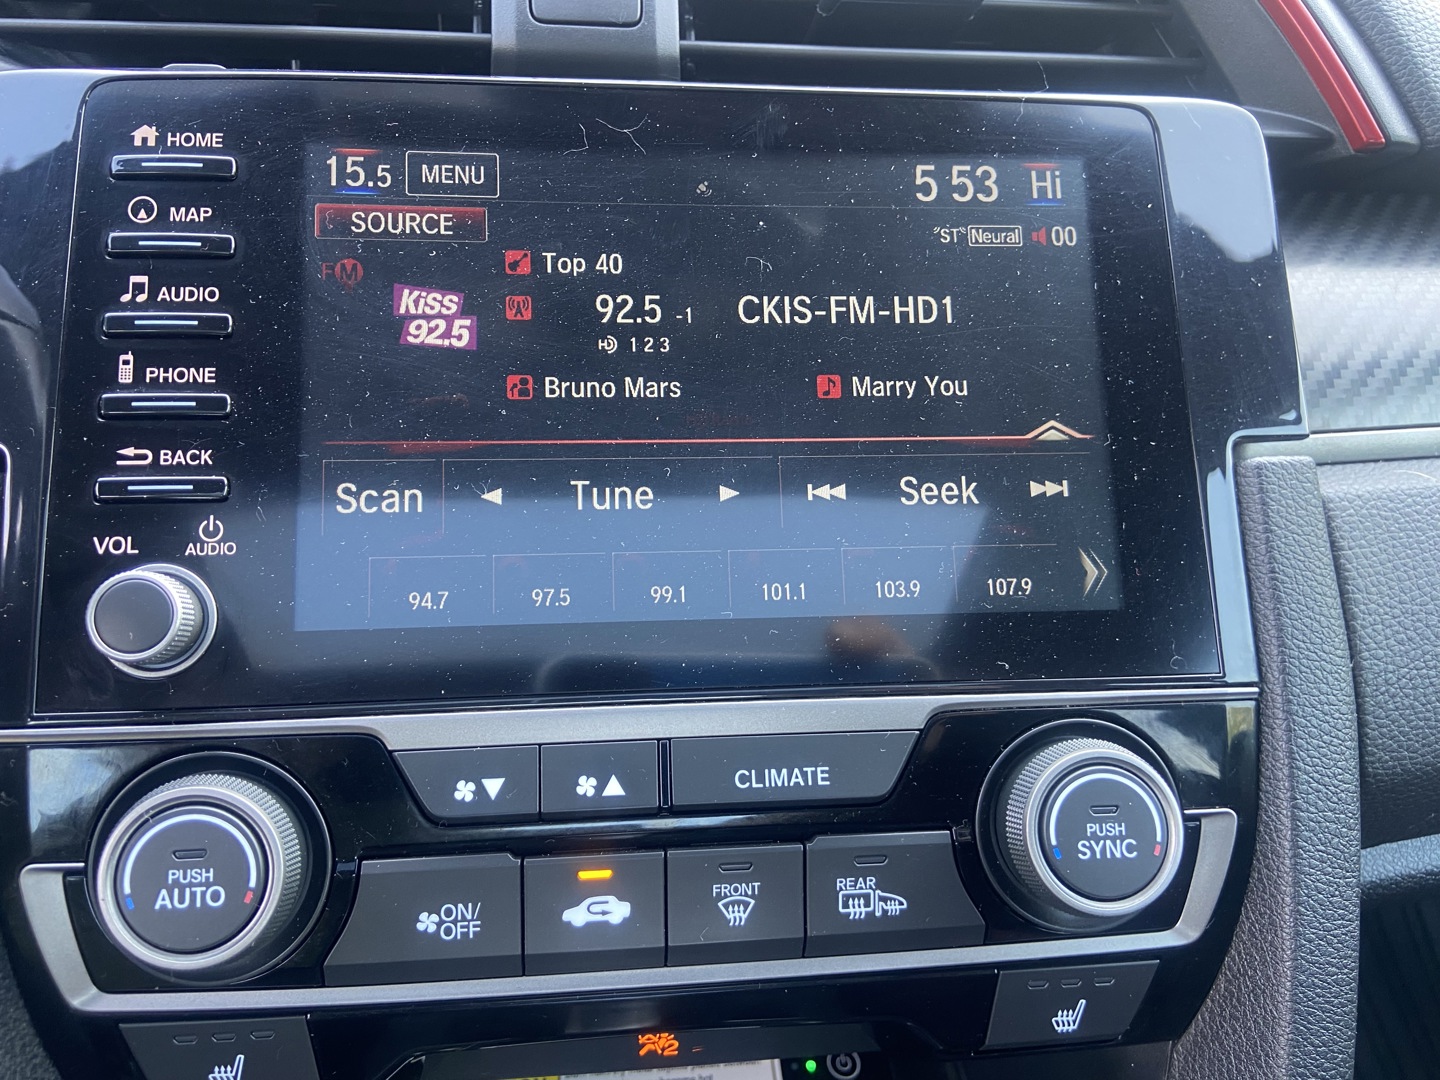 HOME
MAP
AUDIO
PHONE
BACK
VOL
AUDIO
15.5 MENU 5 53 Hi
SOURCE
"ST" Neural 00
FM
Top 40
KiSS
92.5
92.5 -1 CKIS-FM-HD1
HD 1 2 3
Bruno Mars Marry You
Scan Tune Seek
94.7 97.5 99.1 101.1 103.9 107.9
CLIMATE
PUSH
AUTO
PUSH
SYNC
ON/
OFF
FRONT
REAR